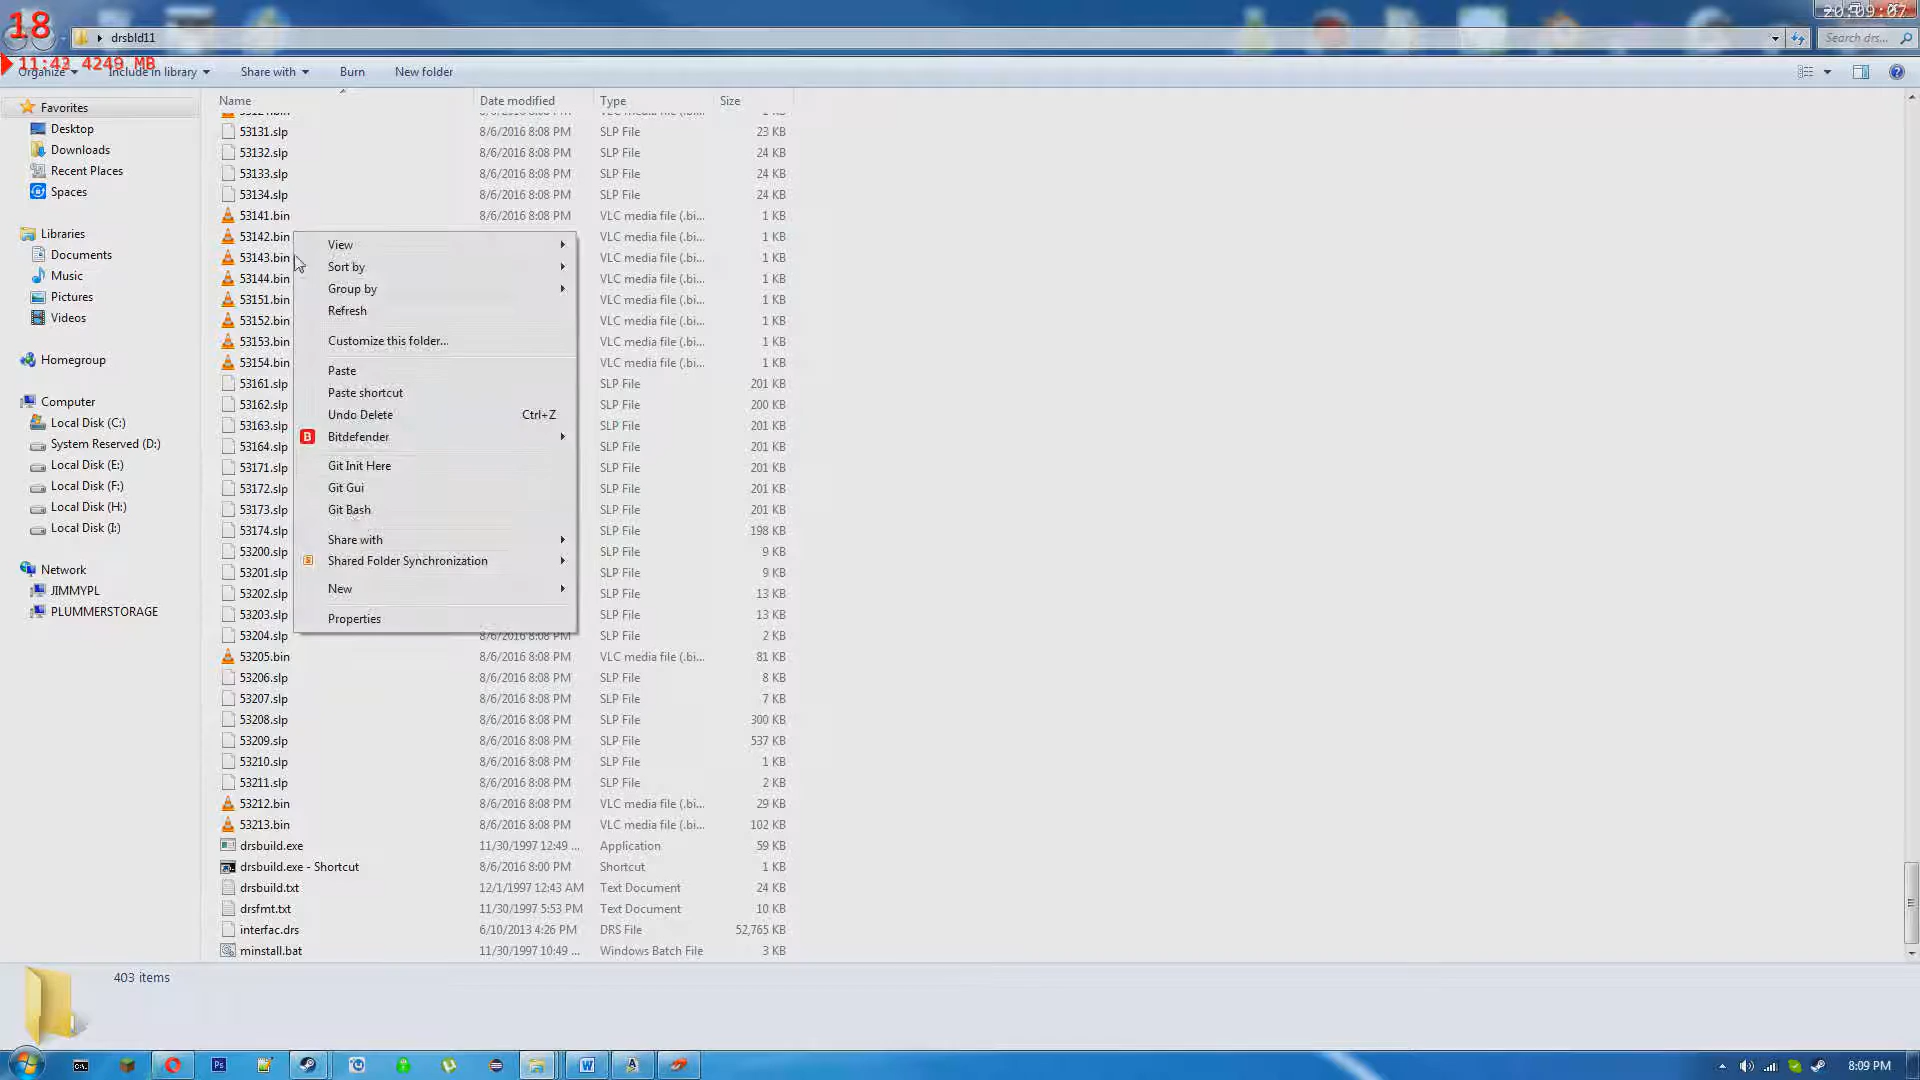 18
20:09:07
drsbld11
Search drs...
11:43 4249 MB
Organize
Include in library
Share with
Burn
New folder
Name
Date modified
Type
Size
Favorites
Desktop
Downloads
Recent Places
Spaces
Libraries
Documents
Music
Pictures
Videos
Homegroup
Computer
Local Disk (C:)
System Reserved (D:)
Local Disk (E:)
Local Disk (F:)
Local Disk (H:)
Local Disk (I:)
Network
JIMMYPL
PLUMMERSTORAGE
53131.slp 8/6/2016 8:08 PM SLP File 23 KB
53132.slp 8/6/2016 8:08 PM SLP File 24 KB
53133.slp 8/6/2016 8:08 PM SLP File 24 KB
53134.slp 8/6/2016 8:08 PM SLP File 24 KB
53141.bin 8/6/2016 8:08 PM VLC media file (.bi... 1 KB
53142.bin VLC media file (.bi... 1 KB
53143.bin VLC media file (.bi... 1 KB
53144.bin VLC media file (.bi... 1 KB
53151.bin VLC media file (.bi... 1 KB
53152.bin VLC media file (.bi... 1 KB
53153.bin VLC media file (.bi... 1 KB
53154.bin VLC media file (.bi... 1 KB
53161.slp SLP File 201 KB
53162.slp SLP File 200 KB
53163.slp SLP File 201 KB
53164.slp SLP File 201 KB
53171.slp SLP File 201 KB
53172.slp SLP File 201 KB
53173.slp SLP File 201 KB
53174.slp SLP File 198 KB
53200.slp SLP File 9 KB
53201.slp SLP File 9 KB
53202.slp SLP File 13 KB
53203.slp SLP File 13 KB
53204.slp 8/6/2016 8:08 PM SLP File 2 KB
53205.bin 8/6/2016 8:08 PM VLC media file (.bi... 81 KB
53206.slp 8/6/2016 8:08 PM SLP File 8 KB
53207.slp 8/6/2016 8:08 PM SLP File 7 KB
53208.slp 8/6/2016 8:08 PM SLP File 300 KB
53209.slp 8/6/2016 8:08 PM SLP File 537 KB
53210.slp 8/6/2016 8:08 PM SLP File 1 KB
53211.slp 8/6/2016 8:08 PM SLP File 2 KB
53212.bin 8/6/2016 8:08 PM VLC media file (.bi... 29 KB
53213.bin 8/6/2016 8:08 PM VLC media file (.bi... 102 KB
drsbuild.exe 11/30/1997 12:49 ... Application 59 KB
drsbuild.exe - Shortcut 8/6/2016 8:00 PM Shortcut 1 KB
drsbuild.txt 12/1/1997 12:43 AM Text Document 24 KB
drsfmt.txt 11/30/1997 5:53 PM Text Document 10 KB
interfac.drs 6/10/2013 4:26 PM DRS File 52,765 KB
minstall.bat 11/30/1997 10:49 ... Windows Batch File 3 KB
View
Sort by
Group by
Refresh
Customize this folder...
Paste
Paste shortcut
Undo Delete Ctrl+Z
B Bitdefender
Git Init Here
Git Gui
Git Bash
Share with
Shared Folder Synchronization
New
Properties
403 items
Ps
W
8:09 PM